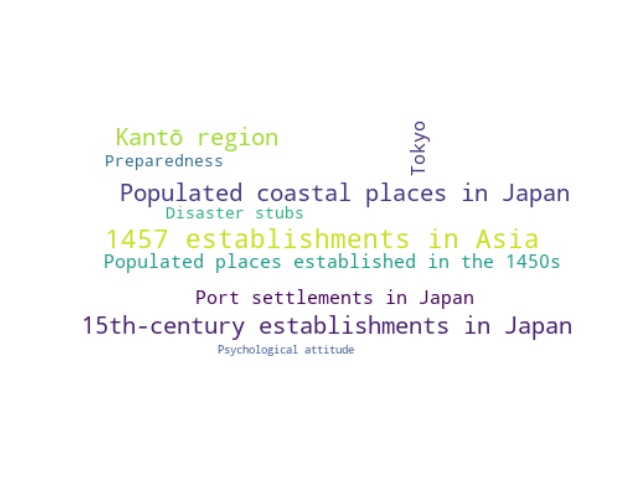 Kantō region
Tokyo
Preparedness
Populated coastal places in Japan
Disaster stubs
1457 establishments in Asia
Populated places established in the 1450s
Port settlements in Japan
15th-century establishments in Japan
Psychological attitude